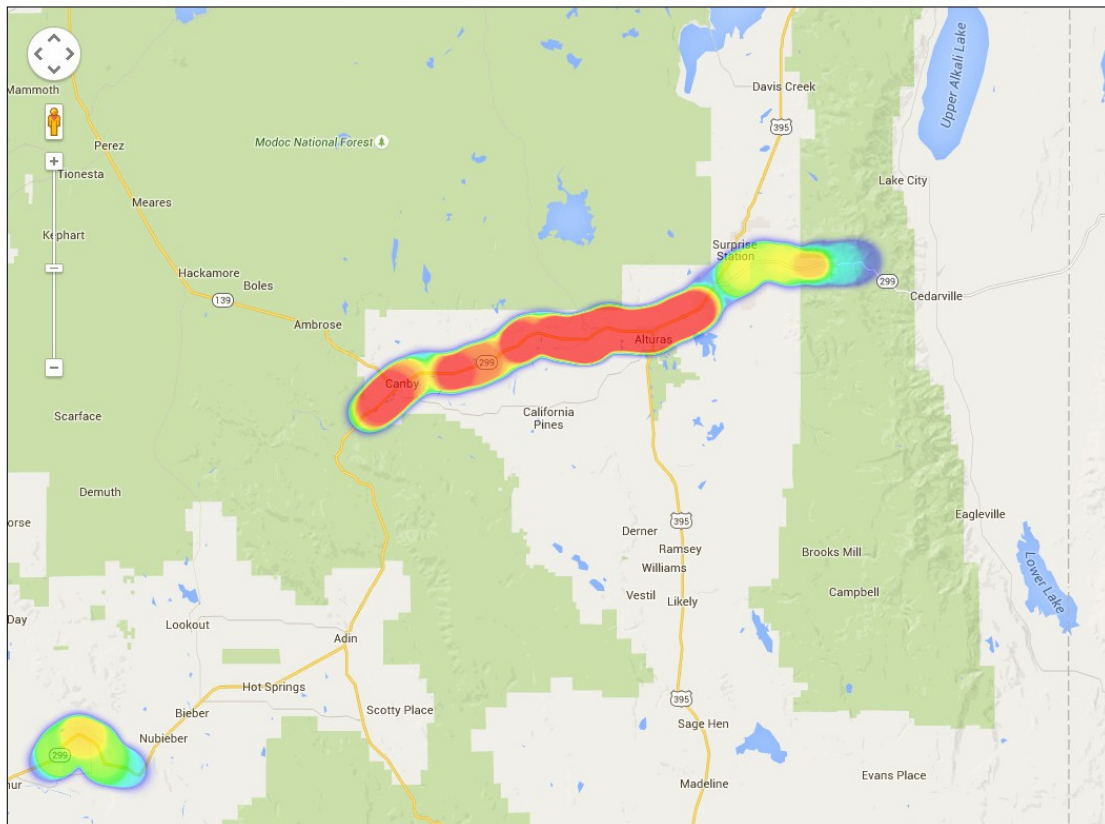 Mammoth
Davis Creek
Upper Alkali Lake
395
Modoc National Forest
Perez
Tionesta
Lake City
Meares
Kephart
Surprise
Station
Hackamore
Boles
299
Cedarville
139
Ambrose
Alturas
299
Canby
Scarface
California
Pines
Demuth
orse
395
Eagleville
Derner
Ramsey
Williams
Brooks Mill
Lower Lake
Vestil
Likely
Campbell
Day
Lookout
Adin
Hot Springs
395
Bieber
Scotty Place
Sage Hen
Nubieber
299
Evans Place
Madeline
hur